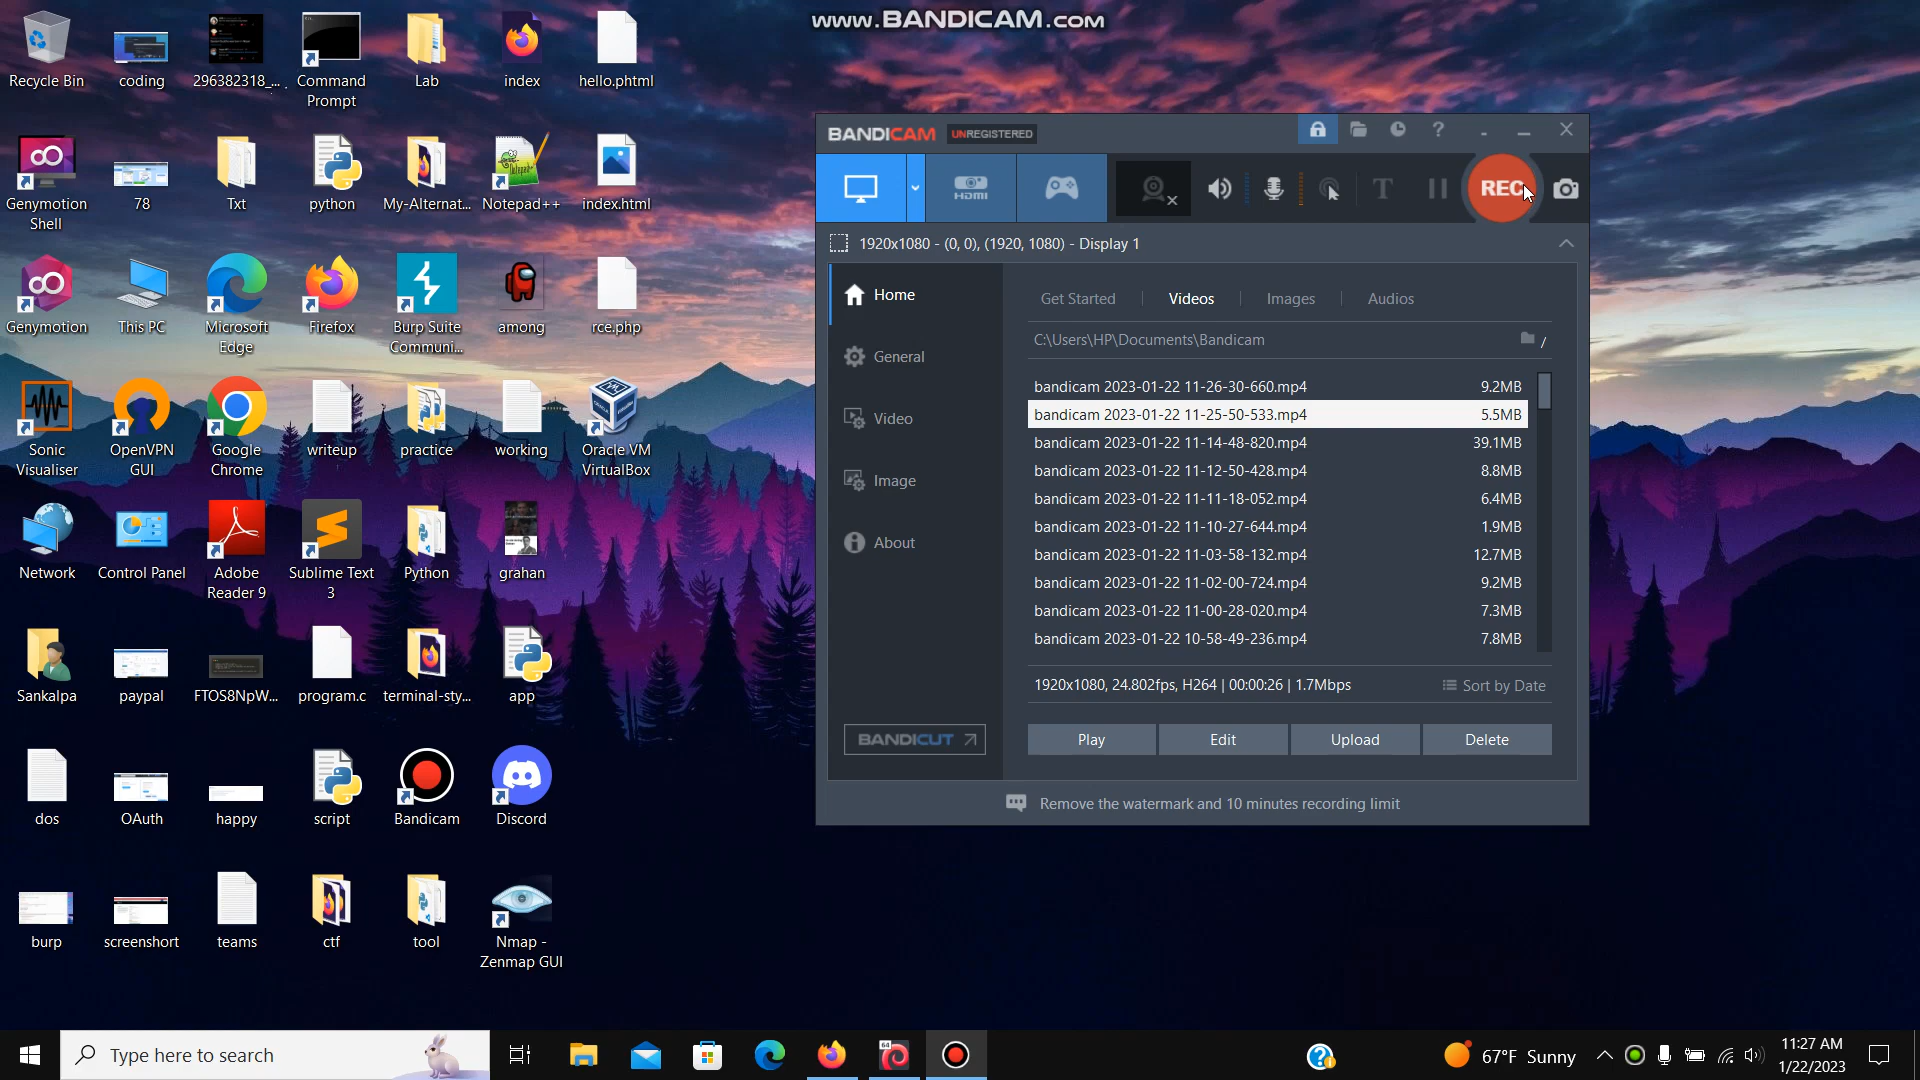 www.BANDICAM.com
Recycle Bin
coding
296382318_...
Command
Prompt
Lab
index
hello.phtml
Genymotion
Shell
78
Txt
python
My-Alternat...
Notepad++
index.html
Genymotion
This PC
Microsoft
Edge
Firefox
Burp Suite
Communi...
among
rce.php
Sonic
Visualiser
OpenVPN
GUI
Google
Chrome
writeup
practice
working
Oracle VM
VirtualBox
Network
Control Panel
Adobe
Reader 9
Sublime Text
3
Python
grahan
Sankalpa
paypal
FTOS8NpW...
program.c
terminal-sty...
app
dos
OAuth
happy
script
Bandicam
Discord
burp
screenshort
teams
ctf
tool
Nmap -
Zenmap GUI
BANDICAM UNREGISTERED
HDMI
T
REC
1920x1080 - (0, 0), (1920, 1080) - Display 1
Home
General
Video
Image
About
BANDICUT
Get Started
Videos
Images
Audios
C:\Users\HP\Documents\Bandicam
bandicam 2023-01-22 11-26-30-660.mp4 9.2MB
bandicam 2023-01-22 11-25-50-533.mp4 5.5MB
bandicam 2023-01-22 11-14-48-820.mp4 39.1MB
bandicam 2023-01-22 11-12-50-428.mp4 8.8MB
bandicam 2023-01-22 11-11-18-052.mp4 6.4MB
bandicam 2023-01-22 11-10-27-644.mp4 1.9MB
bandicam 2023-01-22 11-03-58-132.mp4 12.7MB
bandicam 2023-01-22 11-02-00-724.mp4 9.2MB
bandicam 2023-01-22 11-00-28-020.mp4 7.3MB
bandicam 2023-01-22 10-58-49-236.mp4 7.8MB
1920x1080, 24.802fps, H264 | 00:00:26 | 1.7Mbps
Sort by Date
Play
Edit
Upload
Delete
Remove the watermark and 10 minutes recording limit
Type here to search
64
67°F Sunny
11:27 AM
1/22/2023